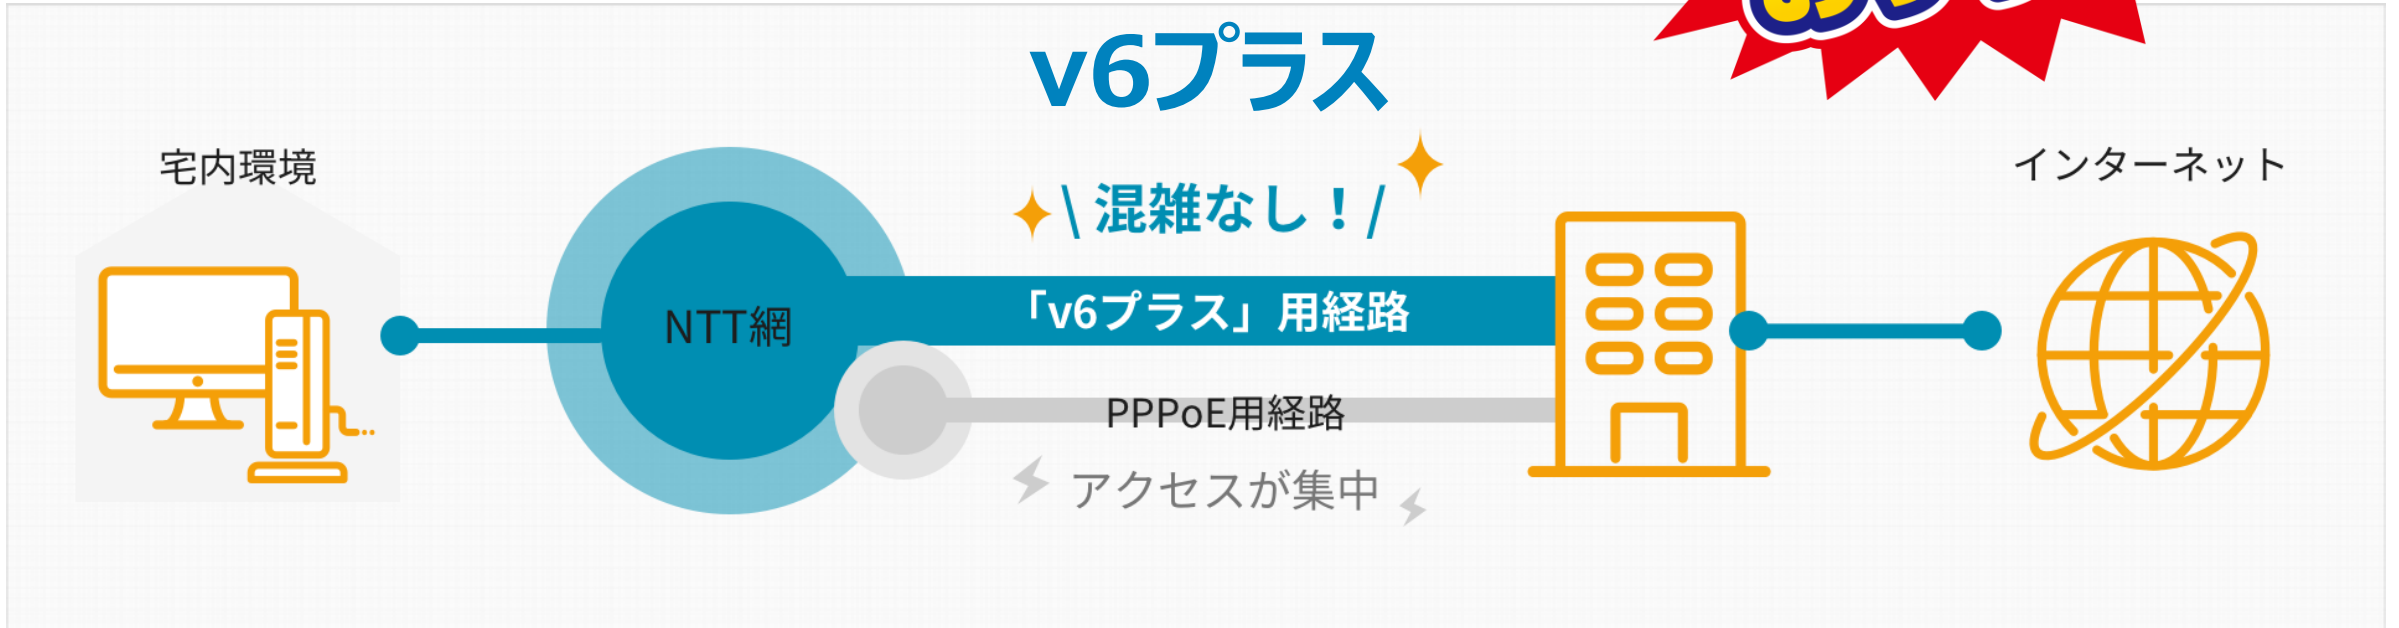 v6プラス
宅内環境
インターネット
\ 混雑なし！/
NTT網
「v6プラス」用経路
PPPoE用経路
アクセスが集中